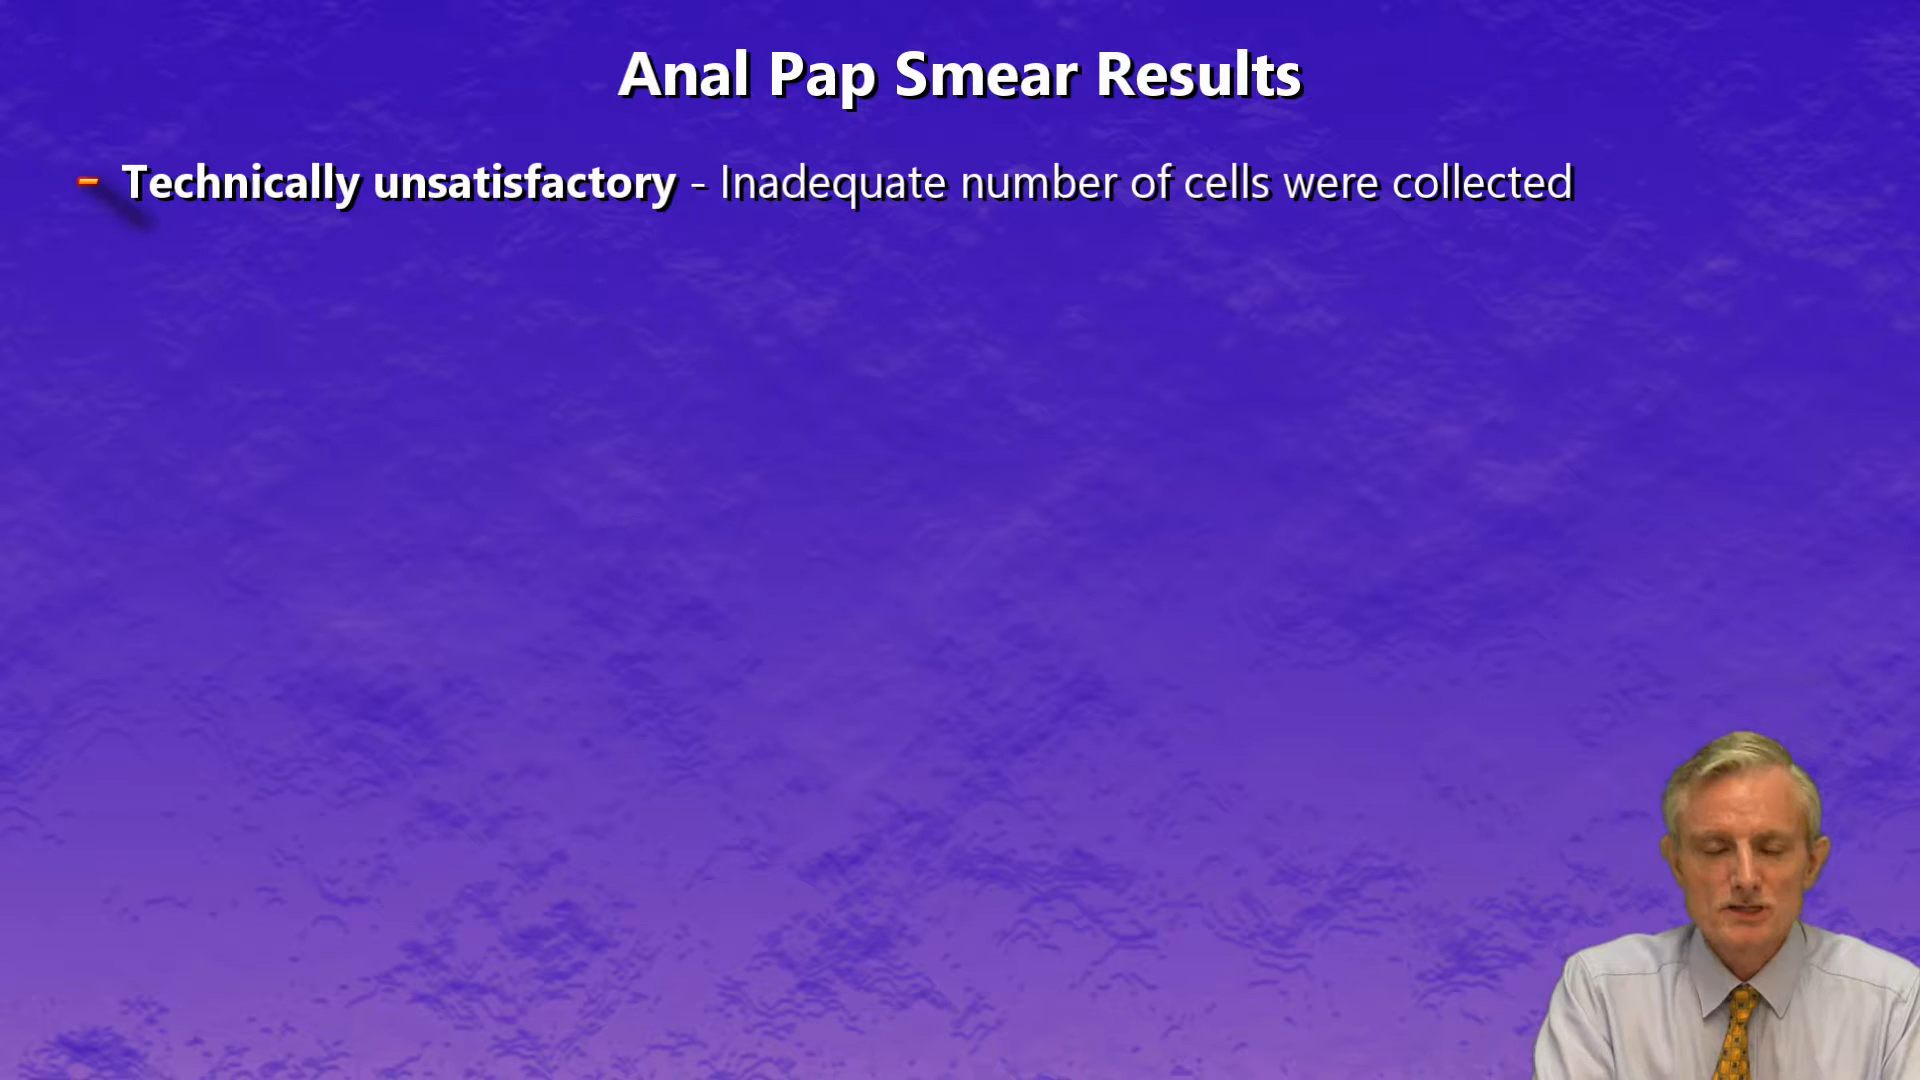 Anal Pap Smear Results
- Technically unsatisfactory - Inadequate number of cells were collected